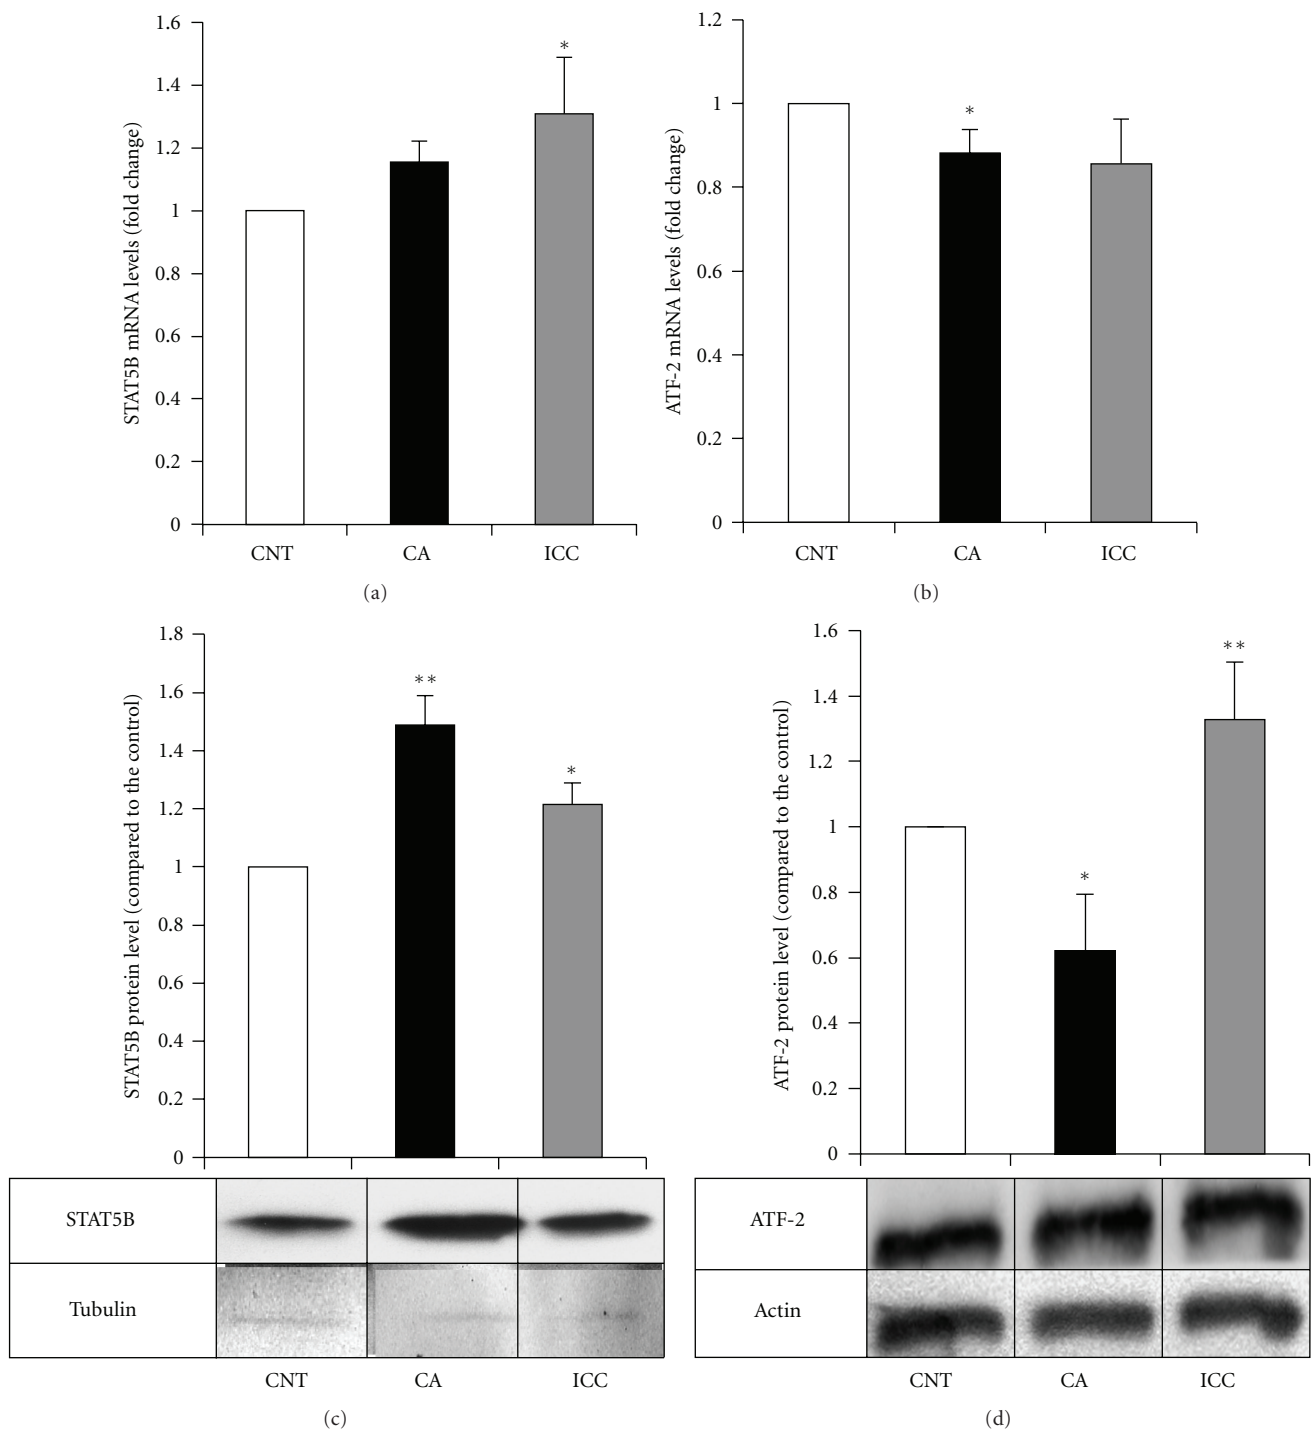 1.6
1.4
1.2
1
0.8
0.6
0.4
0.2
0
STAT5B mRNA levels (fold change)
*
CNT CA ICC
(a)
1.2
1
0.8
0.6
0.4
0.2
0
ATF-2 mRNA levels (fold change)
*
CNT CA ICC
(b)
1.8
1.6
1.4
1.2
1
0.8
0.6
0.4
0.2
0
STAT5B protein level (compared to the control)
**
*
STAT5B
Tubulin
CNT CA ICC
(c)
1.6
1.4
1.2
1
0.8
0.6
0.4
0.2
0
ATF-2 protein level (compared to the control)
*
**
ATF-2
Actin
CNT CA ICC
(d)